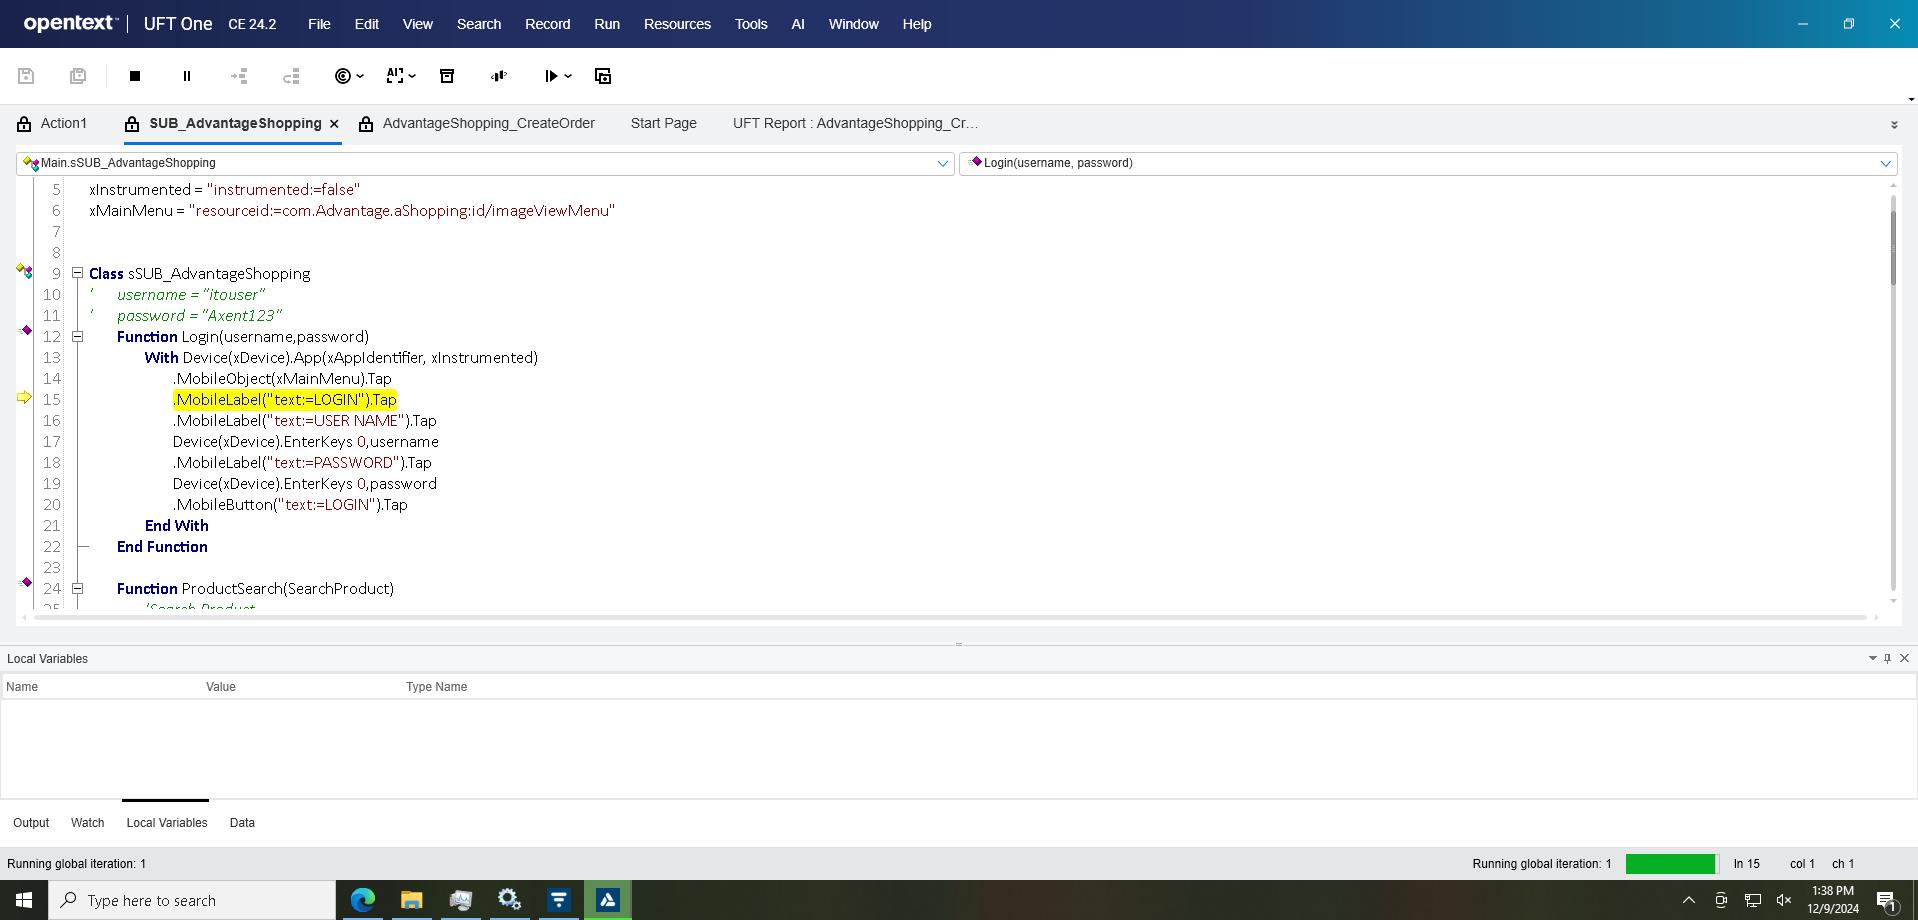 opentext™ | UFT One CE 24.2 File Edit View Search Record Run Resources Tools AI Window Help
Action1 SUB_AdvantageShopping AdvantageShopping_CreateOrder Start Page UFT Report : AdvantageShopping_Cr…
Main.sSUB_AdvantageShopping Login(username, password)
5 xInstrumented = "instrumented:=false"
6 xMainMenu = "resourceid:=com.Advantage.aShopping:id/imageViewMenu"
7
8
9 Class sSUB_AdvantageShopping
10 ' username = "itouser"
11 ' password = "Axent123"
12 Function Login(username,password)
13 With Device(xDevice).App(xAppIdentifier, xInstrumented)
14 .MobileObject(xMainMenu).Tap
15 .MobileLabel("text:=LOGIN").Tap
16 .MobileLabel("text:=USER NAME").Tap
17 Device(xDevice).EnterKeys 0,username
18 .MobileLabel("text:=PASSWORD").Tap
19 Device(xDevice).EnterKeys 0,password
20 .MobileButton("text:=LOGIN").Tap
21 End With
22 End Function
23
24 Function ProductSearch(SearchProduct)
25 'Search Product
Local Variables
Name Value Type Name
Output Watch Local Variables Data
Running global iteration: 1 Running global iteration: 1 ln 15 col 1 ch 1
Type here to search
1:38 PM
12/9/2024
1